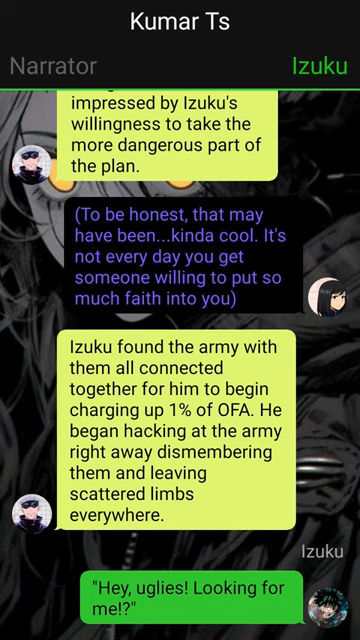 Kumar Ts
Narrator
Izuku
impressed by Izuku's
willingness to take the
more dangerous part of
the plan.
(To be honest, that may
have been...kinda cool. It's
not every day you get
someone willing to put so
much faith into you)
Izuku found the army with
them all connected
together for him to begin
charging up 1% of OFA. He
began hacking at the army
right away dismembering
them and leaving
scattered limbs
everywhere.
Izuku
"Hey, uglies! Looking for
me!?"